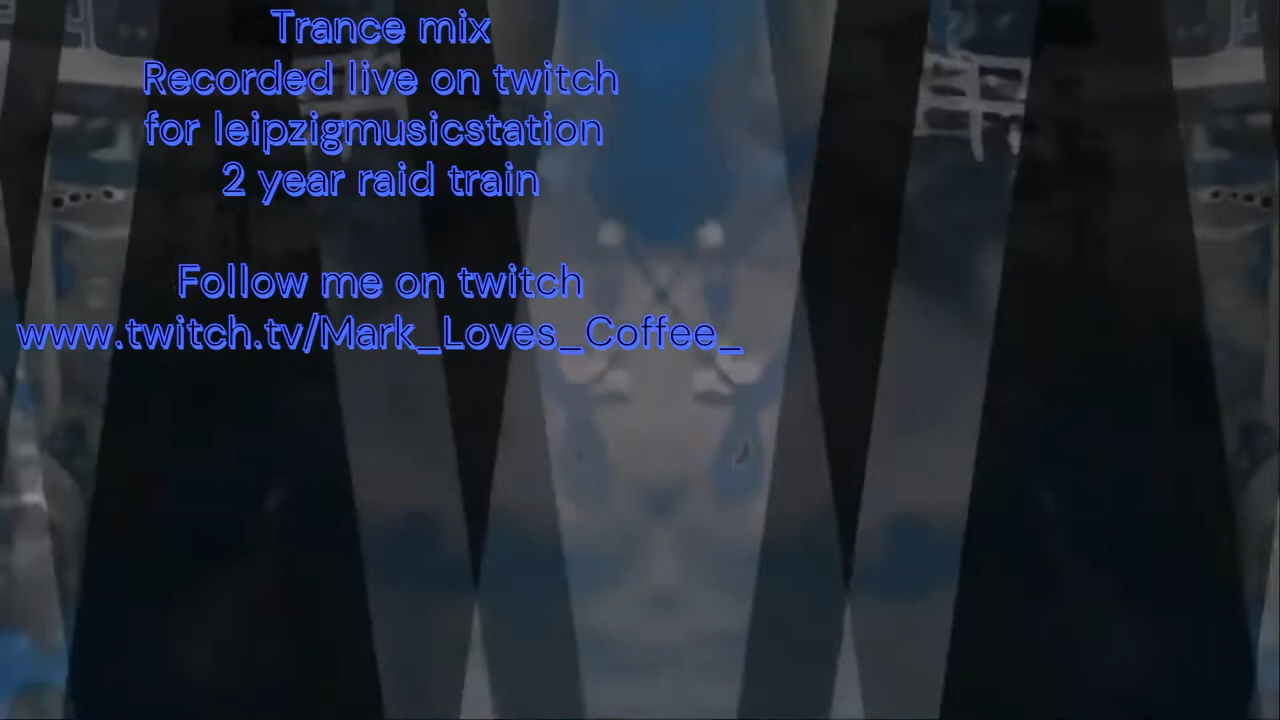 Trance mix
Recorded live on twitch
for leipzigmusicstation
2 year raid train
Follow me on twitch
www.twitch.tv/Mark_Loves_Coffee_